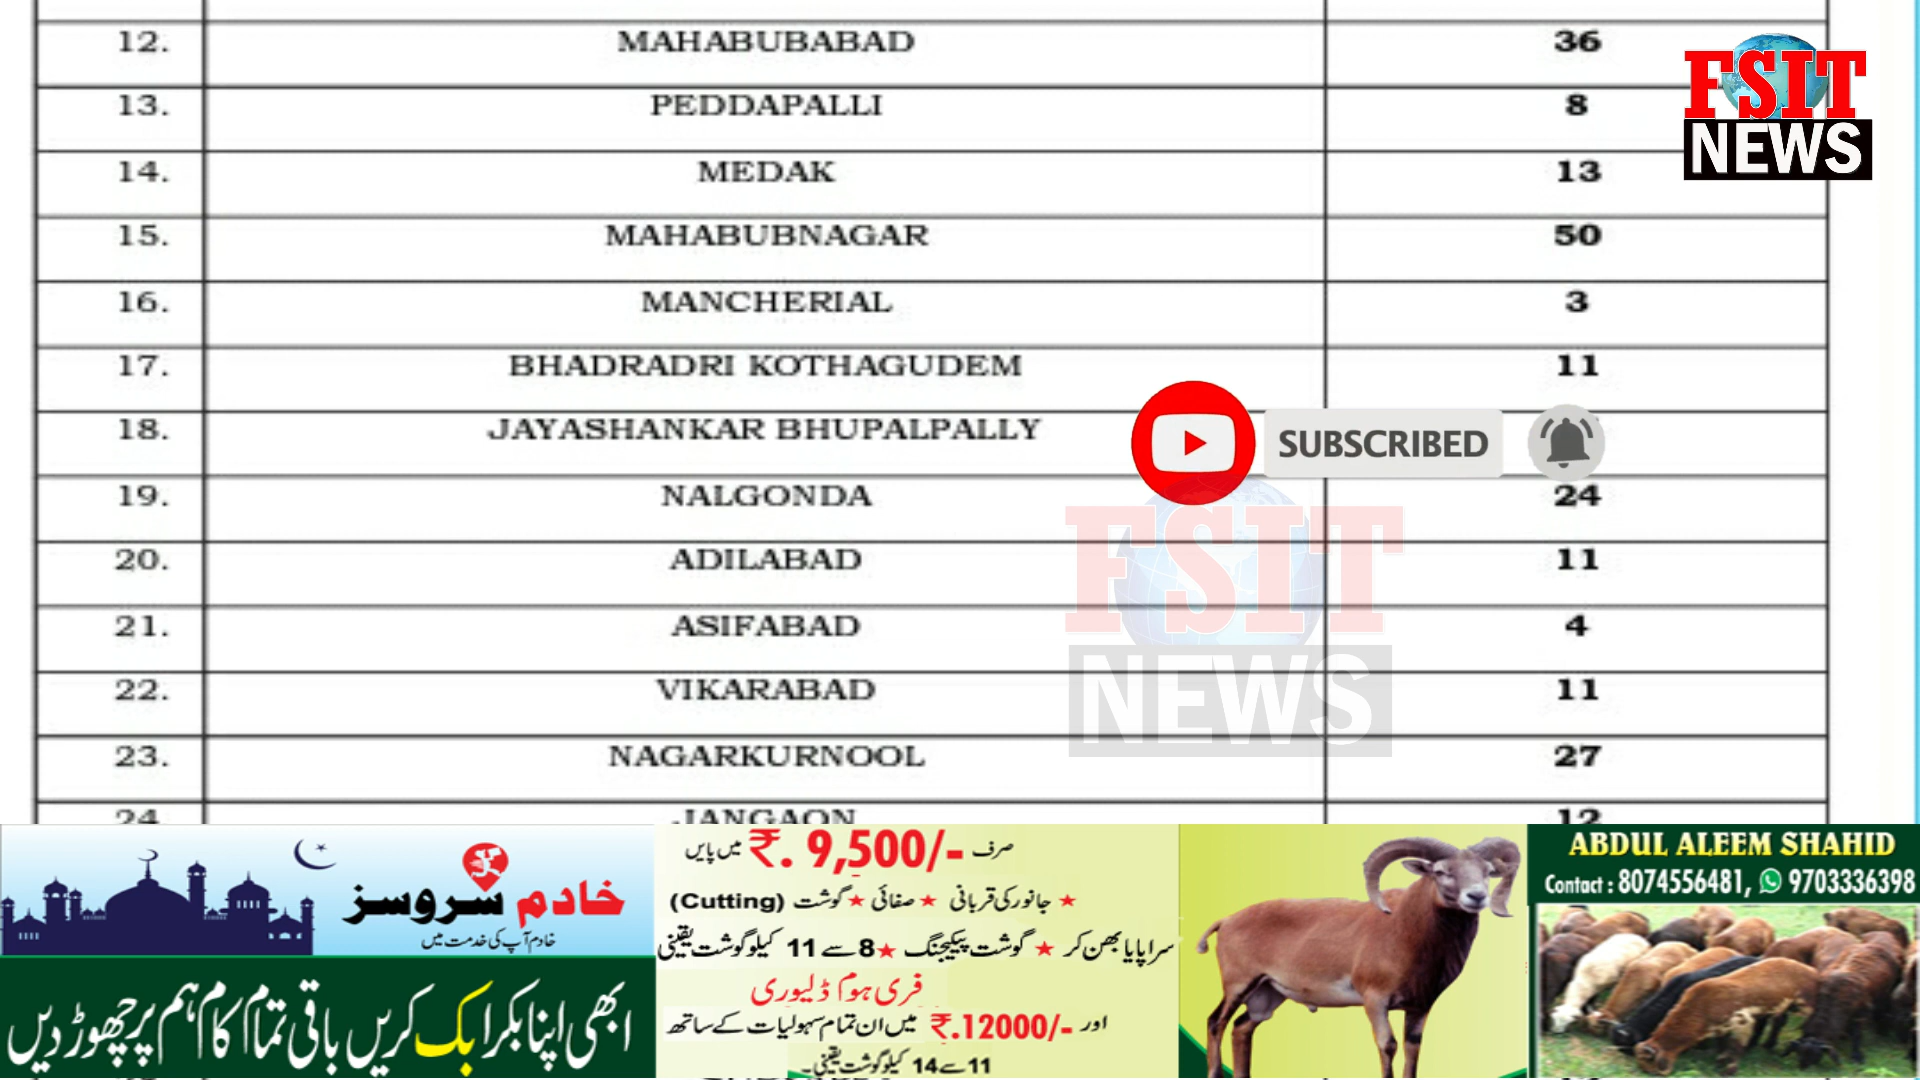 12. MAHABUBABAD 36
13. PEDDAPALLI 8
14. MEDAK 13
15. MAHABUBNAGAR 50
16. MANCHERIAL 3
17. BHADRADRI KOTHAGUDEM 11
18. JAYASHANKAR BHUPALPALLY
19. NALGONDA 24
20. ADILABAD 11
21. ASIFABAD 4
22. VIKARABAD 11
23. NAGARKURNOOL 27
24. JANGAON 12
FSIT
NEWS
SUBSCRIBED
FSIT
NEWS
خادم سروسز
خادم آپ کی خدمت میں
ابھی اپنا بکرا بک کریں باقی تمام کام ہم پر چھوڑ دیں
صرف ₹. 9,500/- میں پایں
★ جانور کی قربانی ★ صفائی ★ گوشت (Cutting)
سراپایا بھن کر ★ گوشت پیکیجنگ ★ 8 سے 11 کیلو گوشت یقینی
فری ہوم ڈلیوری
اور ₹.12000/- میں ان تمام سہولیات کے ساتھ
11 سے 14 کیلو گوشت یقینی۔
ABDUL ALEEM SHAHID
Contact : 8074556481, 9703336398